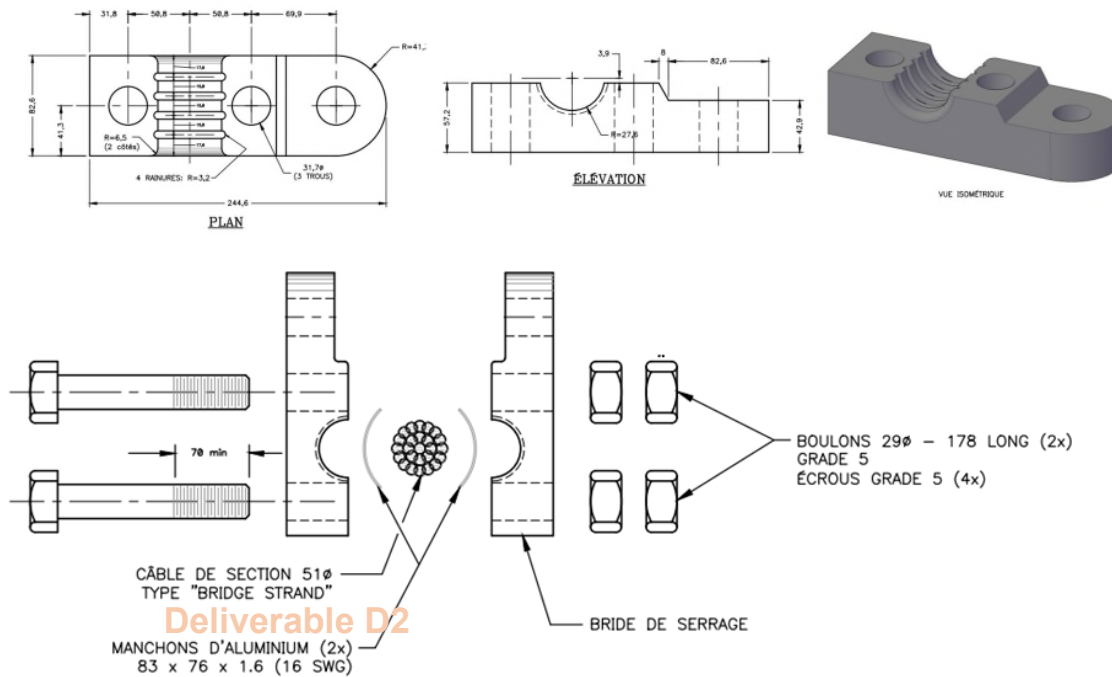 31,8
50,8
50,8
69,9
R=41,
82,6
41,3
R=6,5
(2 côtés)
4 RAINURES: R=3,2
31,7ø
(3 TROUS)
244,6
PLAN
3,9
8
82,6
57,2
R=27,6
42,9
ÉLÉVATION
VUE ISOMÉTRIQUE
70 min
BOULONS 29ø – 178 LONG (2x)
GRADE 5
ÉCROUS GRADE 5 (4x)
CÂBLE DE SECTION 51ø
TYPE "BRIDGE STRAND"
Deliverable D2
MANCHONS D'ALUMINIUM (2x)
83 x 76 x 1.6 (16 SWG)
BRIDE DE SERRAGE